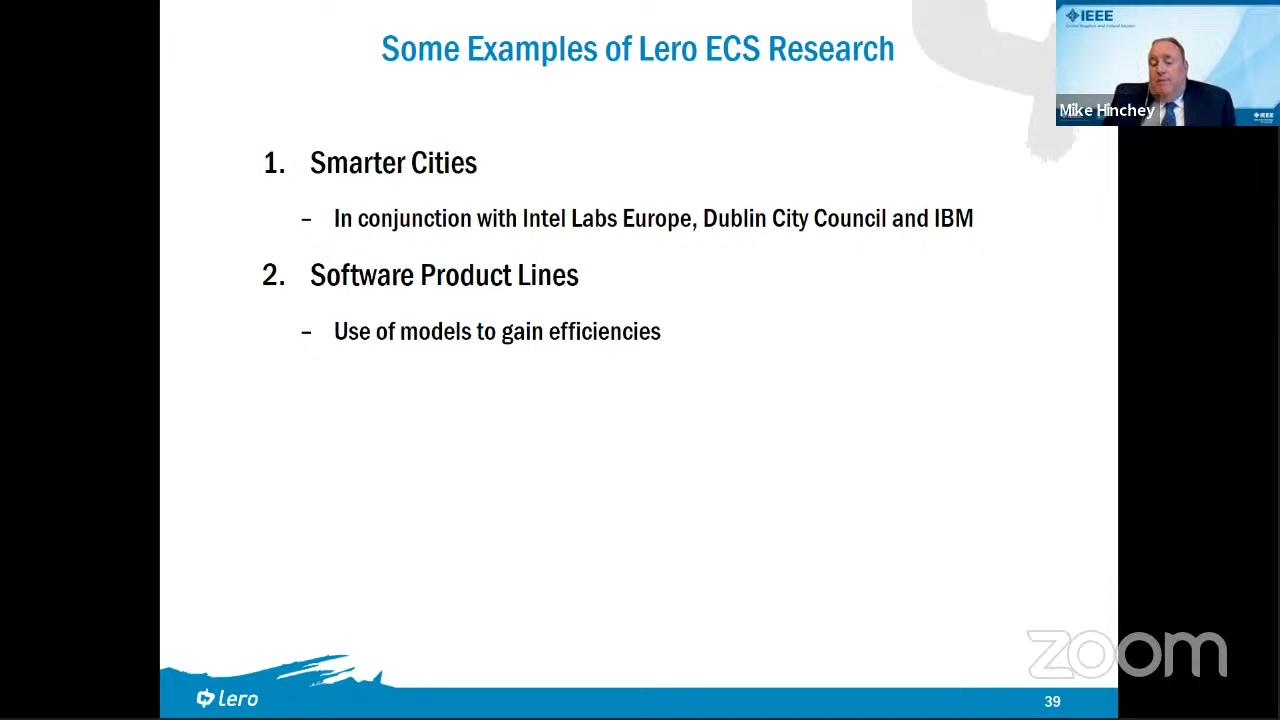 Some Examples of Lero ECS Research
IEEE
Mike Hinchey
IEEE
1. Smarter Cities
– In conjunction with Intel Labs Europe, Dublin City Council and IBM
2. Software Product Lines
– Use of models to gain efficiencies
zoom
Lero
39